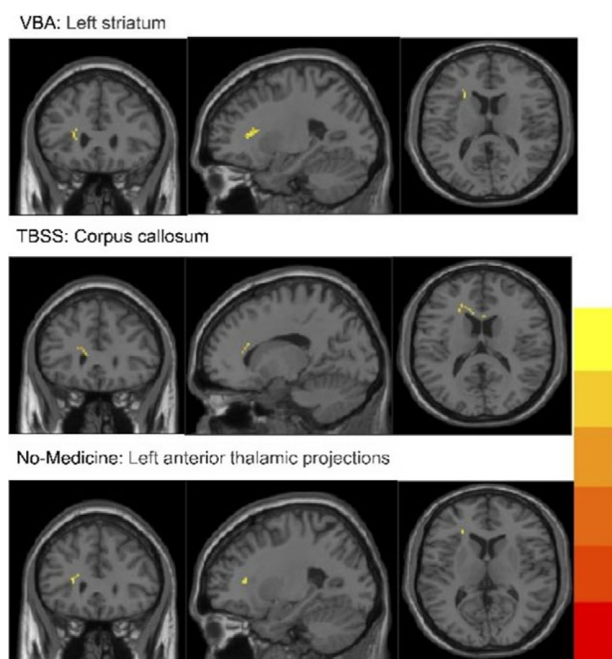 VBA: Left striatum
TBSS: Corpus callosum
No-Medicine: Left anterior thalamic projections